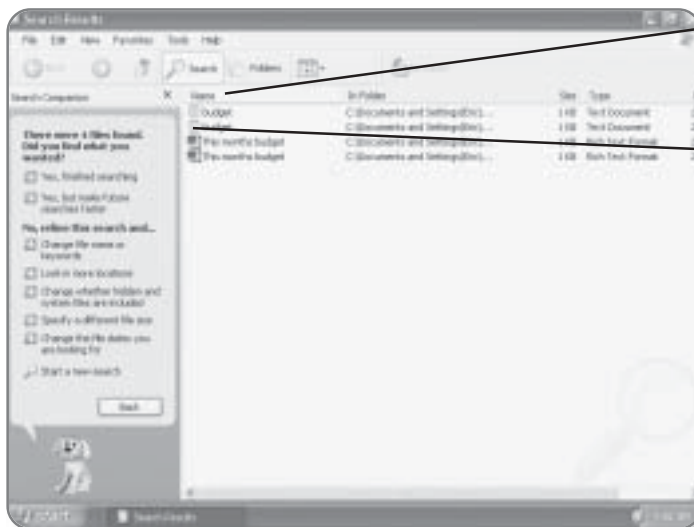 Search Results
File Edit View Favorites Tools Help
Search Folders
Search Companion
Name In Folder Size Type
budget C:\Documents and Settings\ 1 KB Text Document
budget C:\Documents and Settings\ 1 KB Text Document
This months budget C:\Documents and Settings\ 1 KB Rich Text Format
This months budget C:\Documents and Settings\ 1 KB Rich Text Format
There were 4 files found.
Did you find what you
wanted?
Yes, finished searching
Yes, but make future
searches faster
No, refine this search and...
Change file name or
keywords
Look in more locations
Change whether hidden and
system files are included
Specify a different file size
Change the file dates you
are looking for
Start a new search
Back
start Search Results